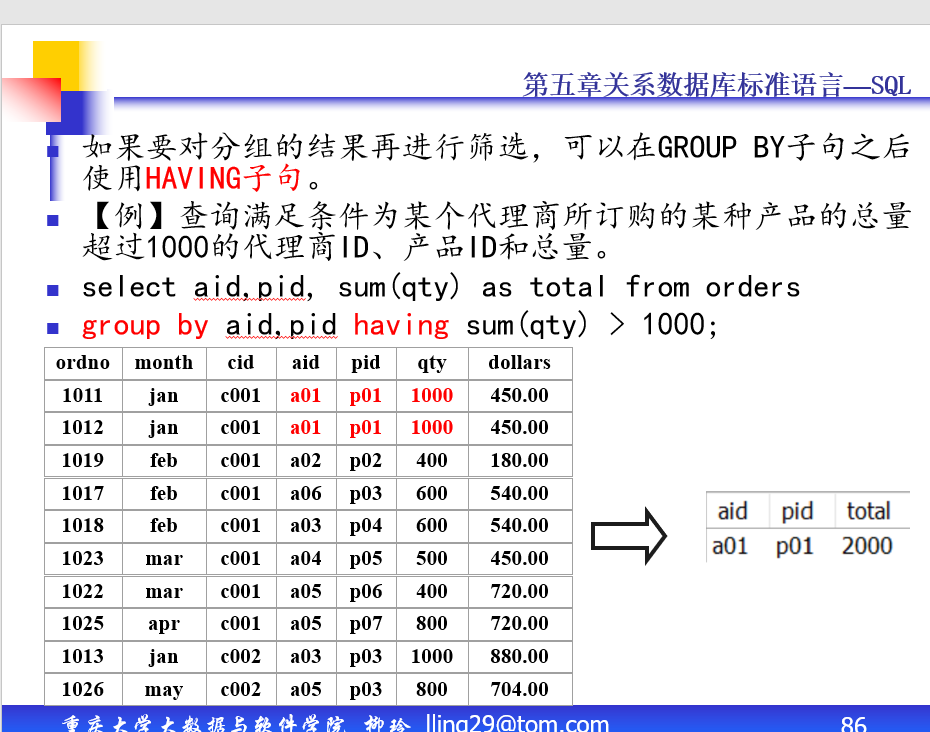 第五章关系数据库标准语言—SQL
如果要对分组的结果再进行筛选，可以在GROUP BY子句之后
使用HAVING子句。
【例】查询满足条件为某个代理商所订购的某种产品的总量
超过1000的代理商ID、产品ID和总量。
select aid,pid, sum(qty) as total from orders
group by aid,pid having sum(qty) > 1000;
ordno month cid aid pid qty dollars
1011 jan c001 a01 p01 1000 450.00
1012 jan c001 a01 p01 1000 450.00
1019 feb c001 a02 p02 400 180.00
1017 feb c001 a06 p03 600 540.00
1018 feb c001 a03 p04 600 540.00
1023 mar c001 a04 p05 500 450.00
1022 mar c001 a05 p06 400 720.00
1025 apr c001 a05 p07 800 720.00
1013 jan c002 a03 p03 1000 880.00
1026 may c002 a05 p03 800 704.00
aid pid total
a01 p01 2000
重庆大学大数据与软件学院 柳玲 lling29@tom.com 86